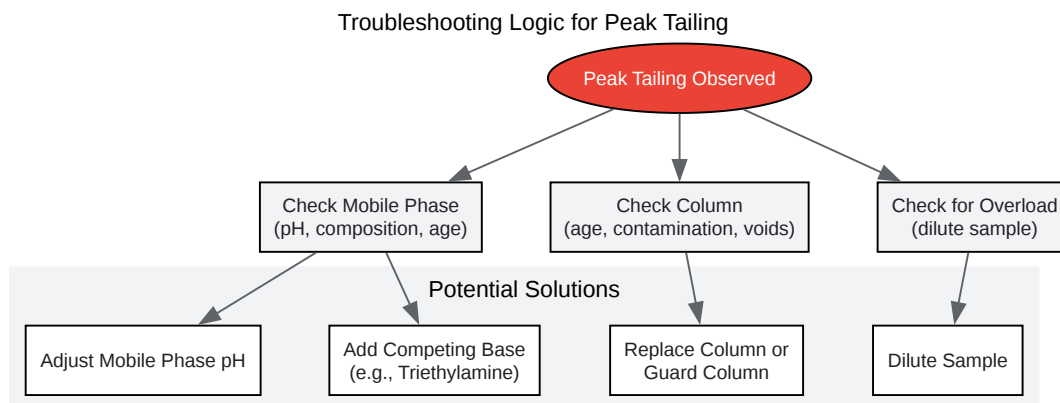 Troubleshooting Logic for Peak Tailing
Peak Tailing Observed
Check Mobile Phase
(pH, composition, age)
Check Column
(age, contamination, voids)
Check for Overload
(dilute sample)
Potential Solutions
Adjust Mobile Phase pH
Add Competing Base
(e.g., Triethylamine)
Replace Column or
Guard Column
Dilute Sample